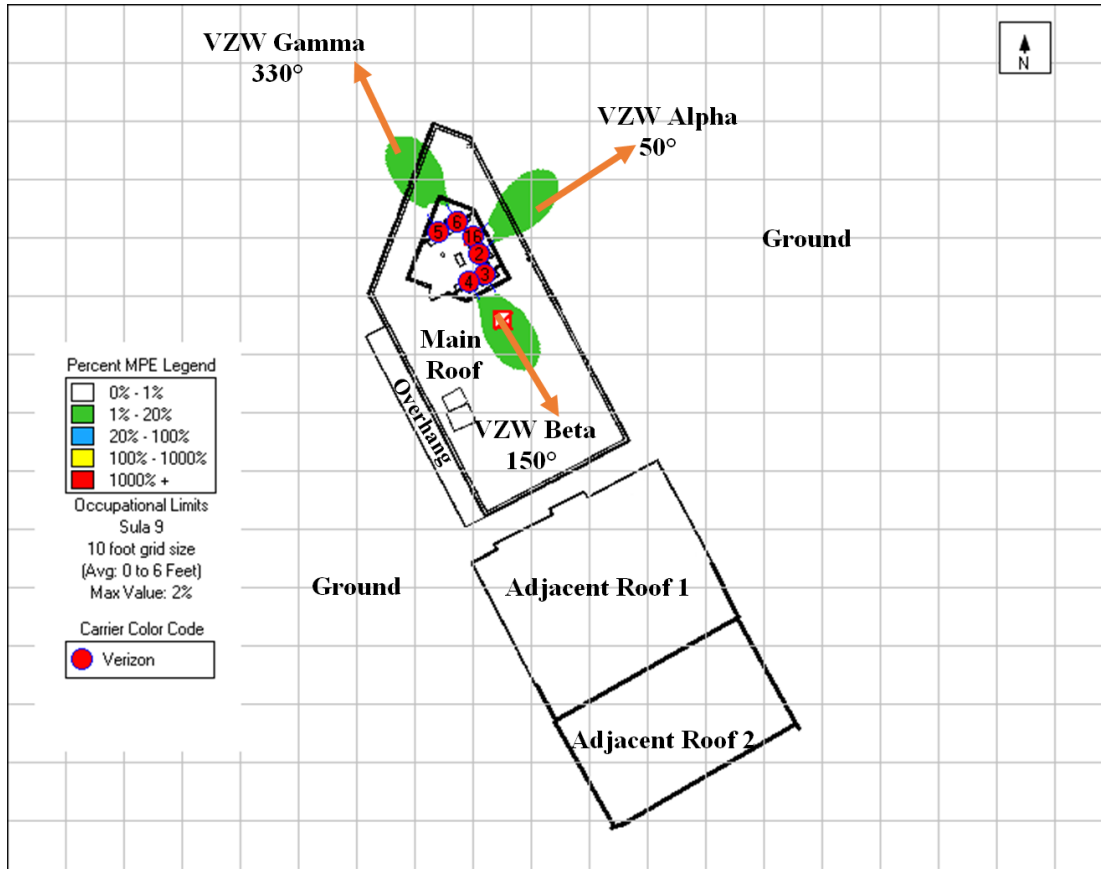 VZW Gamma
330°
N
VZW Alpha
50°
Ground
6
5
16
2
3
4
Main
Roof
Overhang
VZW Beta
150°
Percent MPE Legend
0% - 1%
1% - 20%
20% - 100%
100% - 1000%
1000% +
Occupational Limits
Sula 9
10 foot grid size
(Avg: 0 to 6 Feet)
Max Value: 2%
Carrier Color Code
Verizon
Ground
Adjacent Roof 1
Adjacent Roof 2